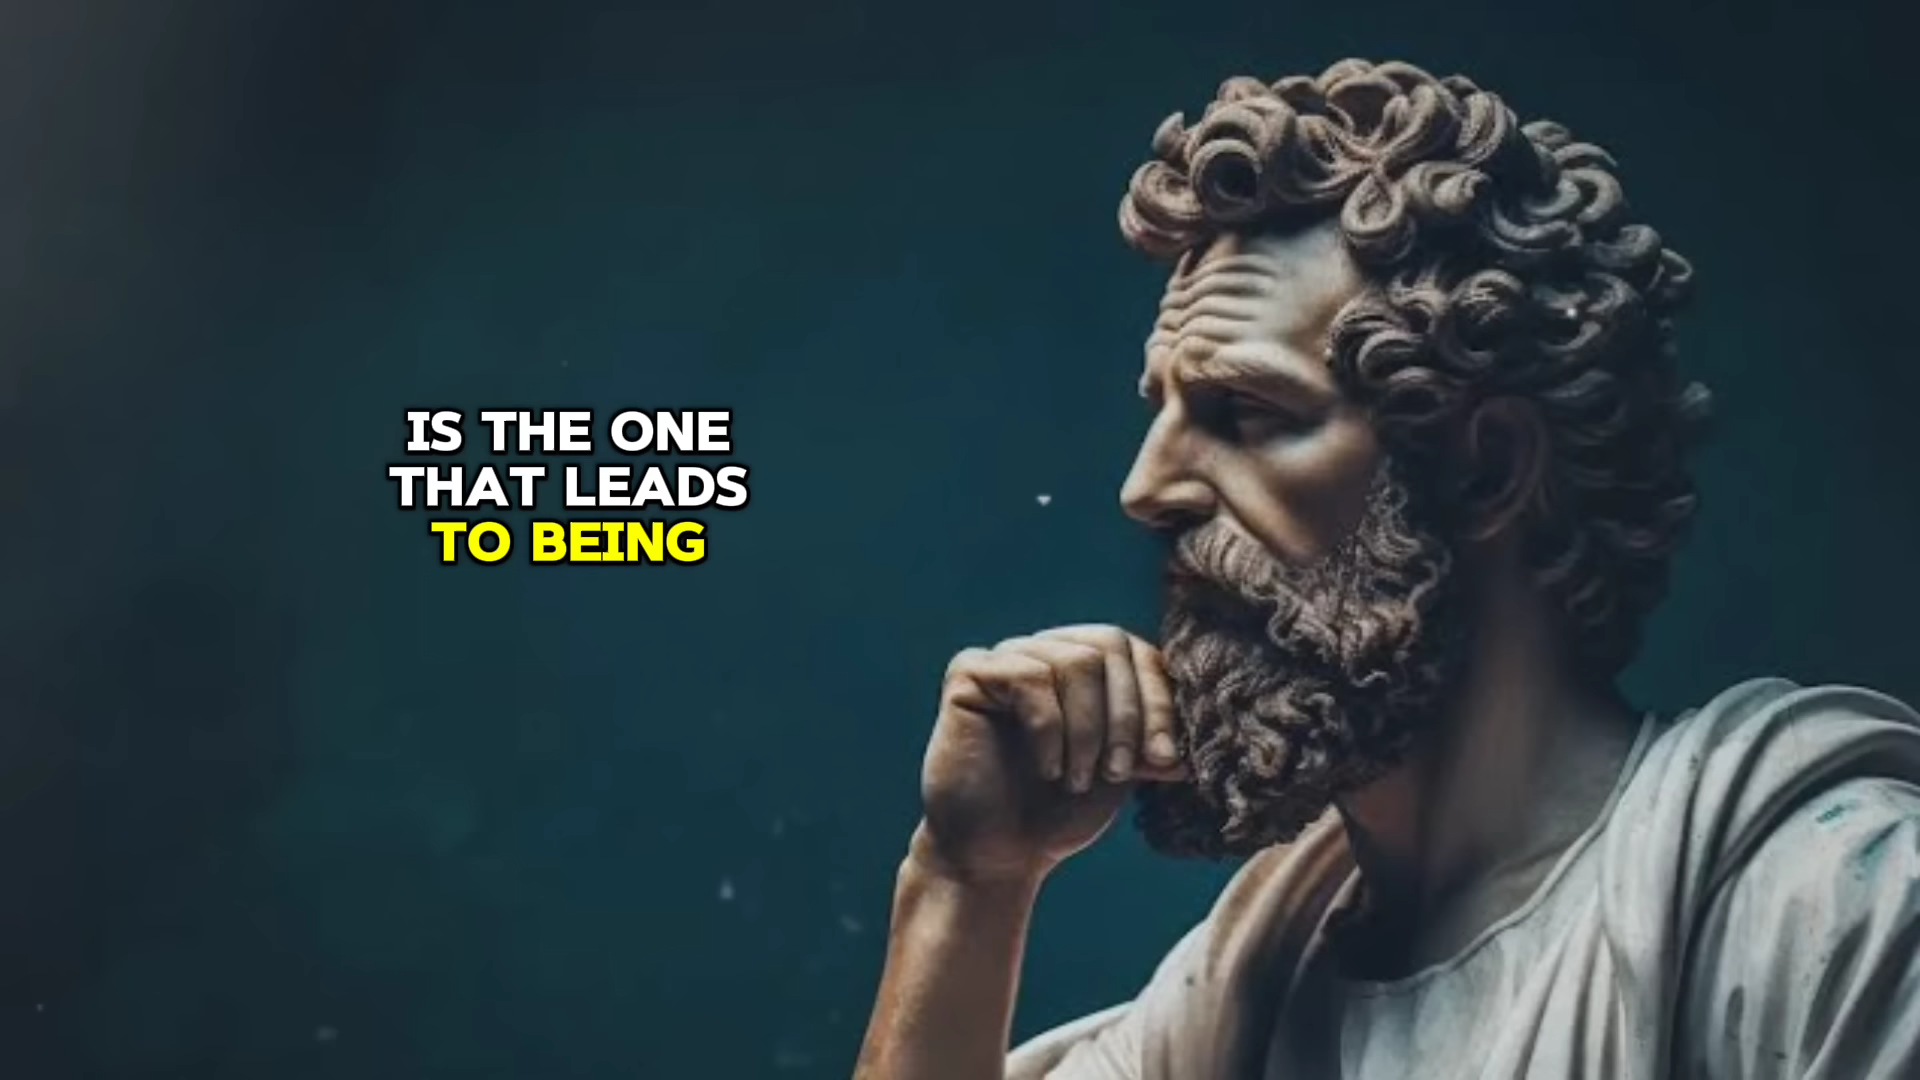 IS THE ONE
THAT LEADS
TO BEING